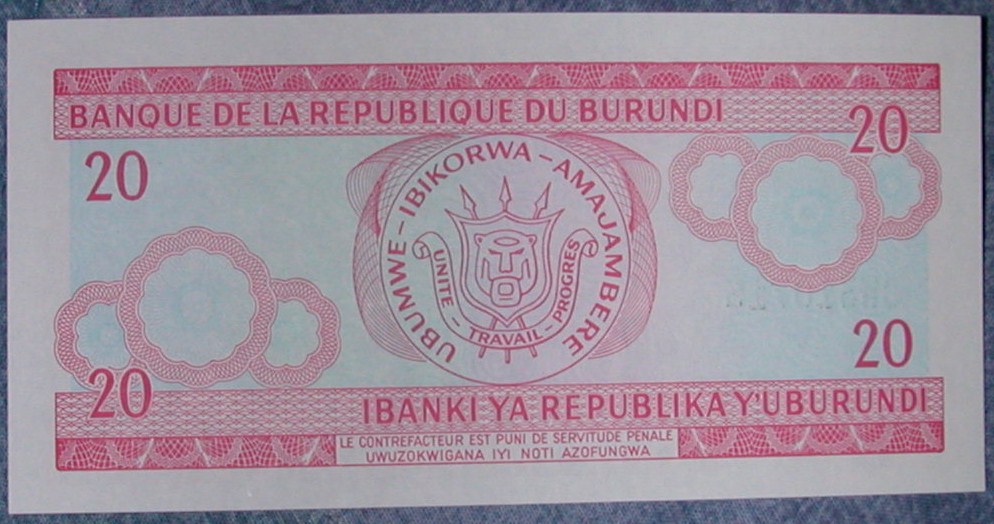 BANQUE DE LA REPUBLIQUE DU BURUNDI
20
20
UBUMWE – IBIKORWA – AMAJAMBERE
UNITE – TRAVAIL – PROGRES
20
20
IBANKI YA REPUBLIKA Y'UBURUNDI
LE CONTREFACTEUR EST PUNI DE SERVITUDE PENALE
UWUZOKWIGANA IYI NOTI AZOFUNGWA